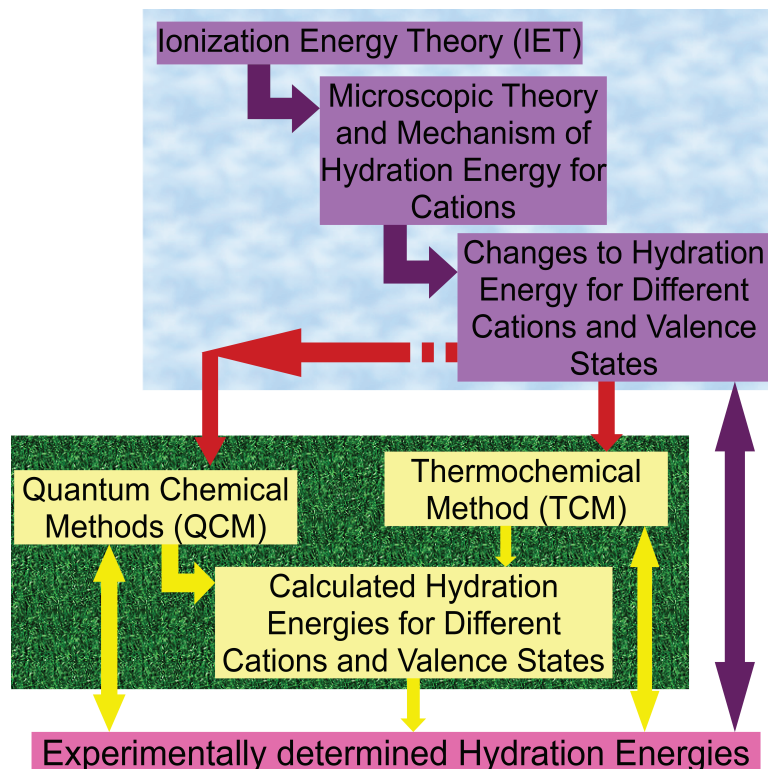 Ionization Energy Theory (IET)
Microscopic Theory
and Mechanism of
Hydration Energy for
Cations
Changes to Hydration
Energy for Different
Cations and Valence
States
Quantum Chemical
Methods (QCM)
Thermochemical
Method (TCM)
Calculated Hydration
Energies for Different
Cations and Valence States
Experimentally determined Hydration Energies